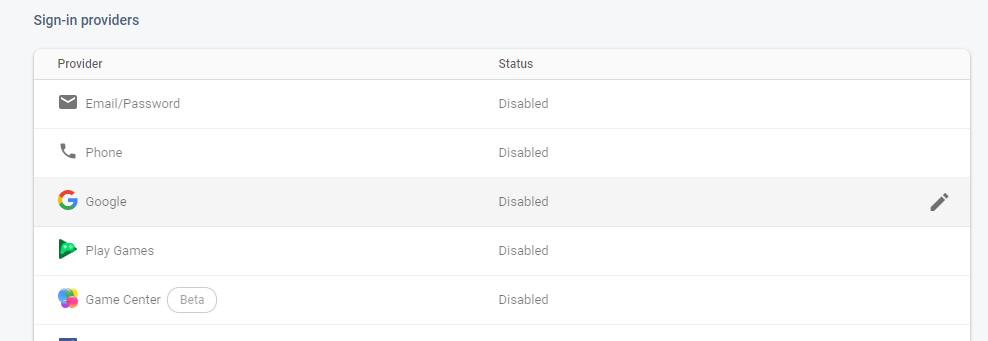 Sign-in providers
Provider Status
Email/Password Disabled
Phone Disabled
Google Disabled
Play Games Disabled
Game Center Beta Disabled